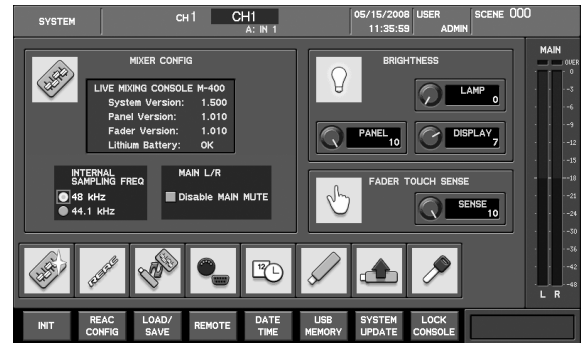 SYSTEM
CH 1
CH1
A: IN 1
05/15/2008
11:35:59
USER
ADMIN
SCENE 000
MIXER CONFIG
LIVE MIXING CONSOLE M-400
System Version: 1.500
Panel Version: 1.010
Fader Version: 1.010
Lithium Battery: OK
INTERNAL
SAMPLING FREQ
48 kHz
44.1 kHz
MAIN L/R
Disable MAIN MUTE
BRIGHTNESS
LAMP
0
PANEL
10
DISPLAY
7
FADER TOUCH SENSE
SENSE
10
MAIN
OVER
0
-3
-6
-9
-12
-15
-18
-21
-24
-30
-36
-42
-48
L R
REAC
12
INIT
REAC
CONFIG
LOAD/
SAVE
REMOTE
DATE
TIME
USB
MEMORY
SYSTEM
UPDATE
LOCK
CONSOLE